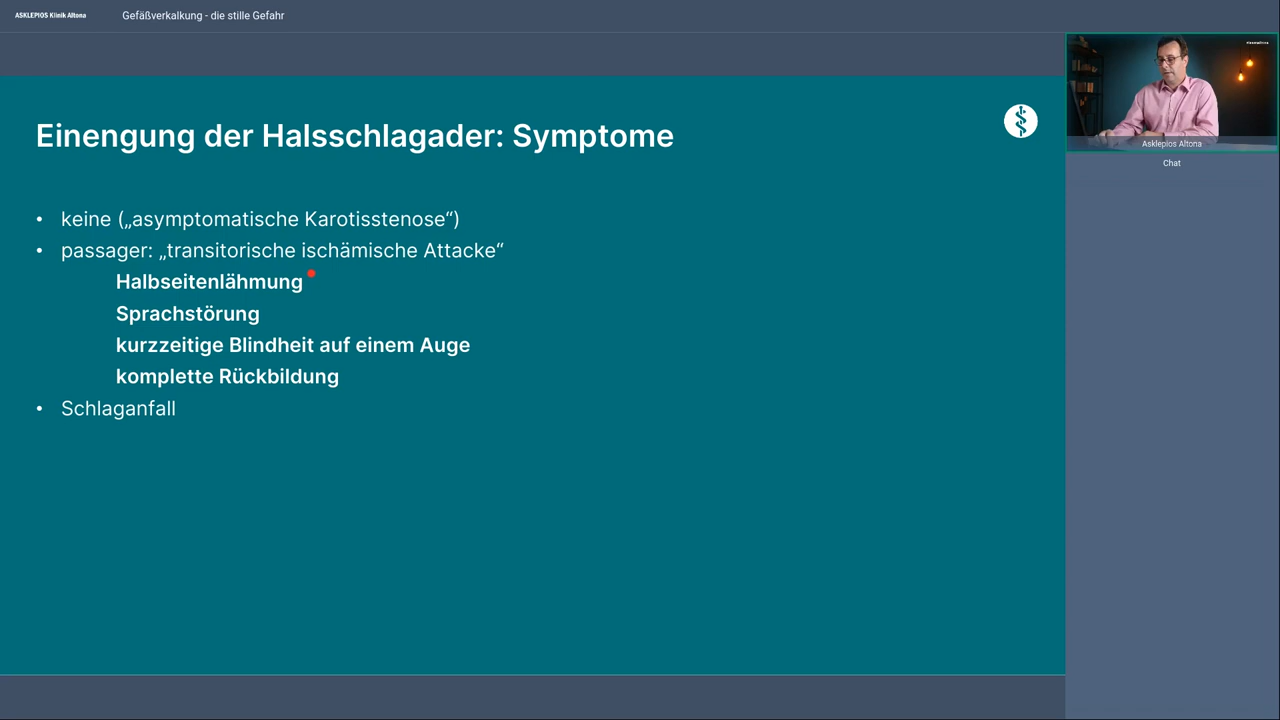 ASKLEPIOS Klinik Altona
Gefäßverkalkung - die stille Gefahr
Einengung der Halsschlagader: Symptome
• keine („asymptomatische Karotisstenose“)
• passager: „transitorische ischämische Attacke“
Halbseitenlähmung
Sprachstörung
kurzzeitige Blindheit auf einem Auge
komplette Rückbildung
• Schlaganfall
Asklepios Altona
Chat